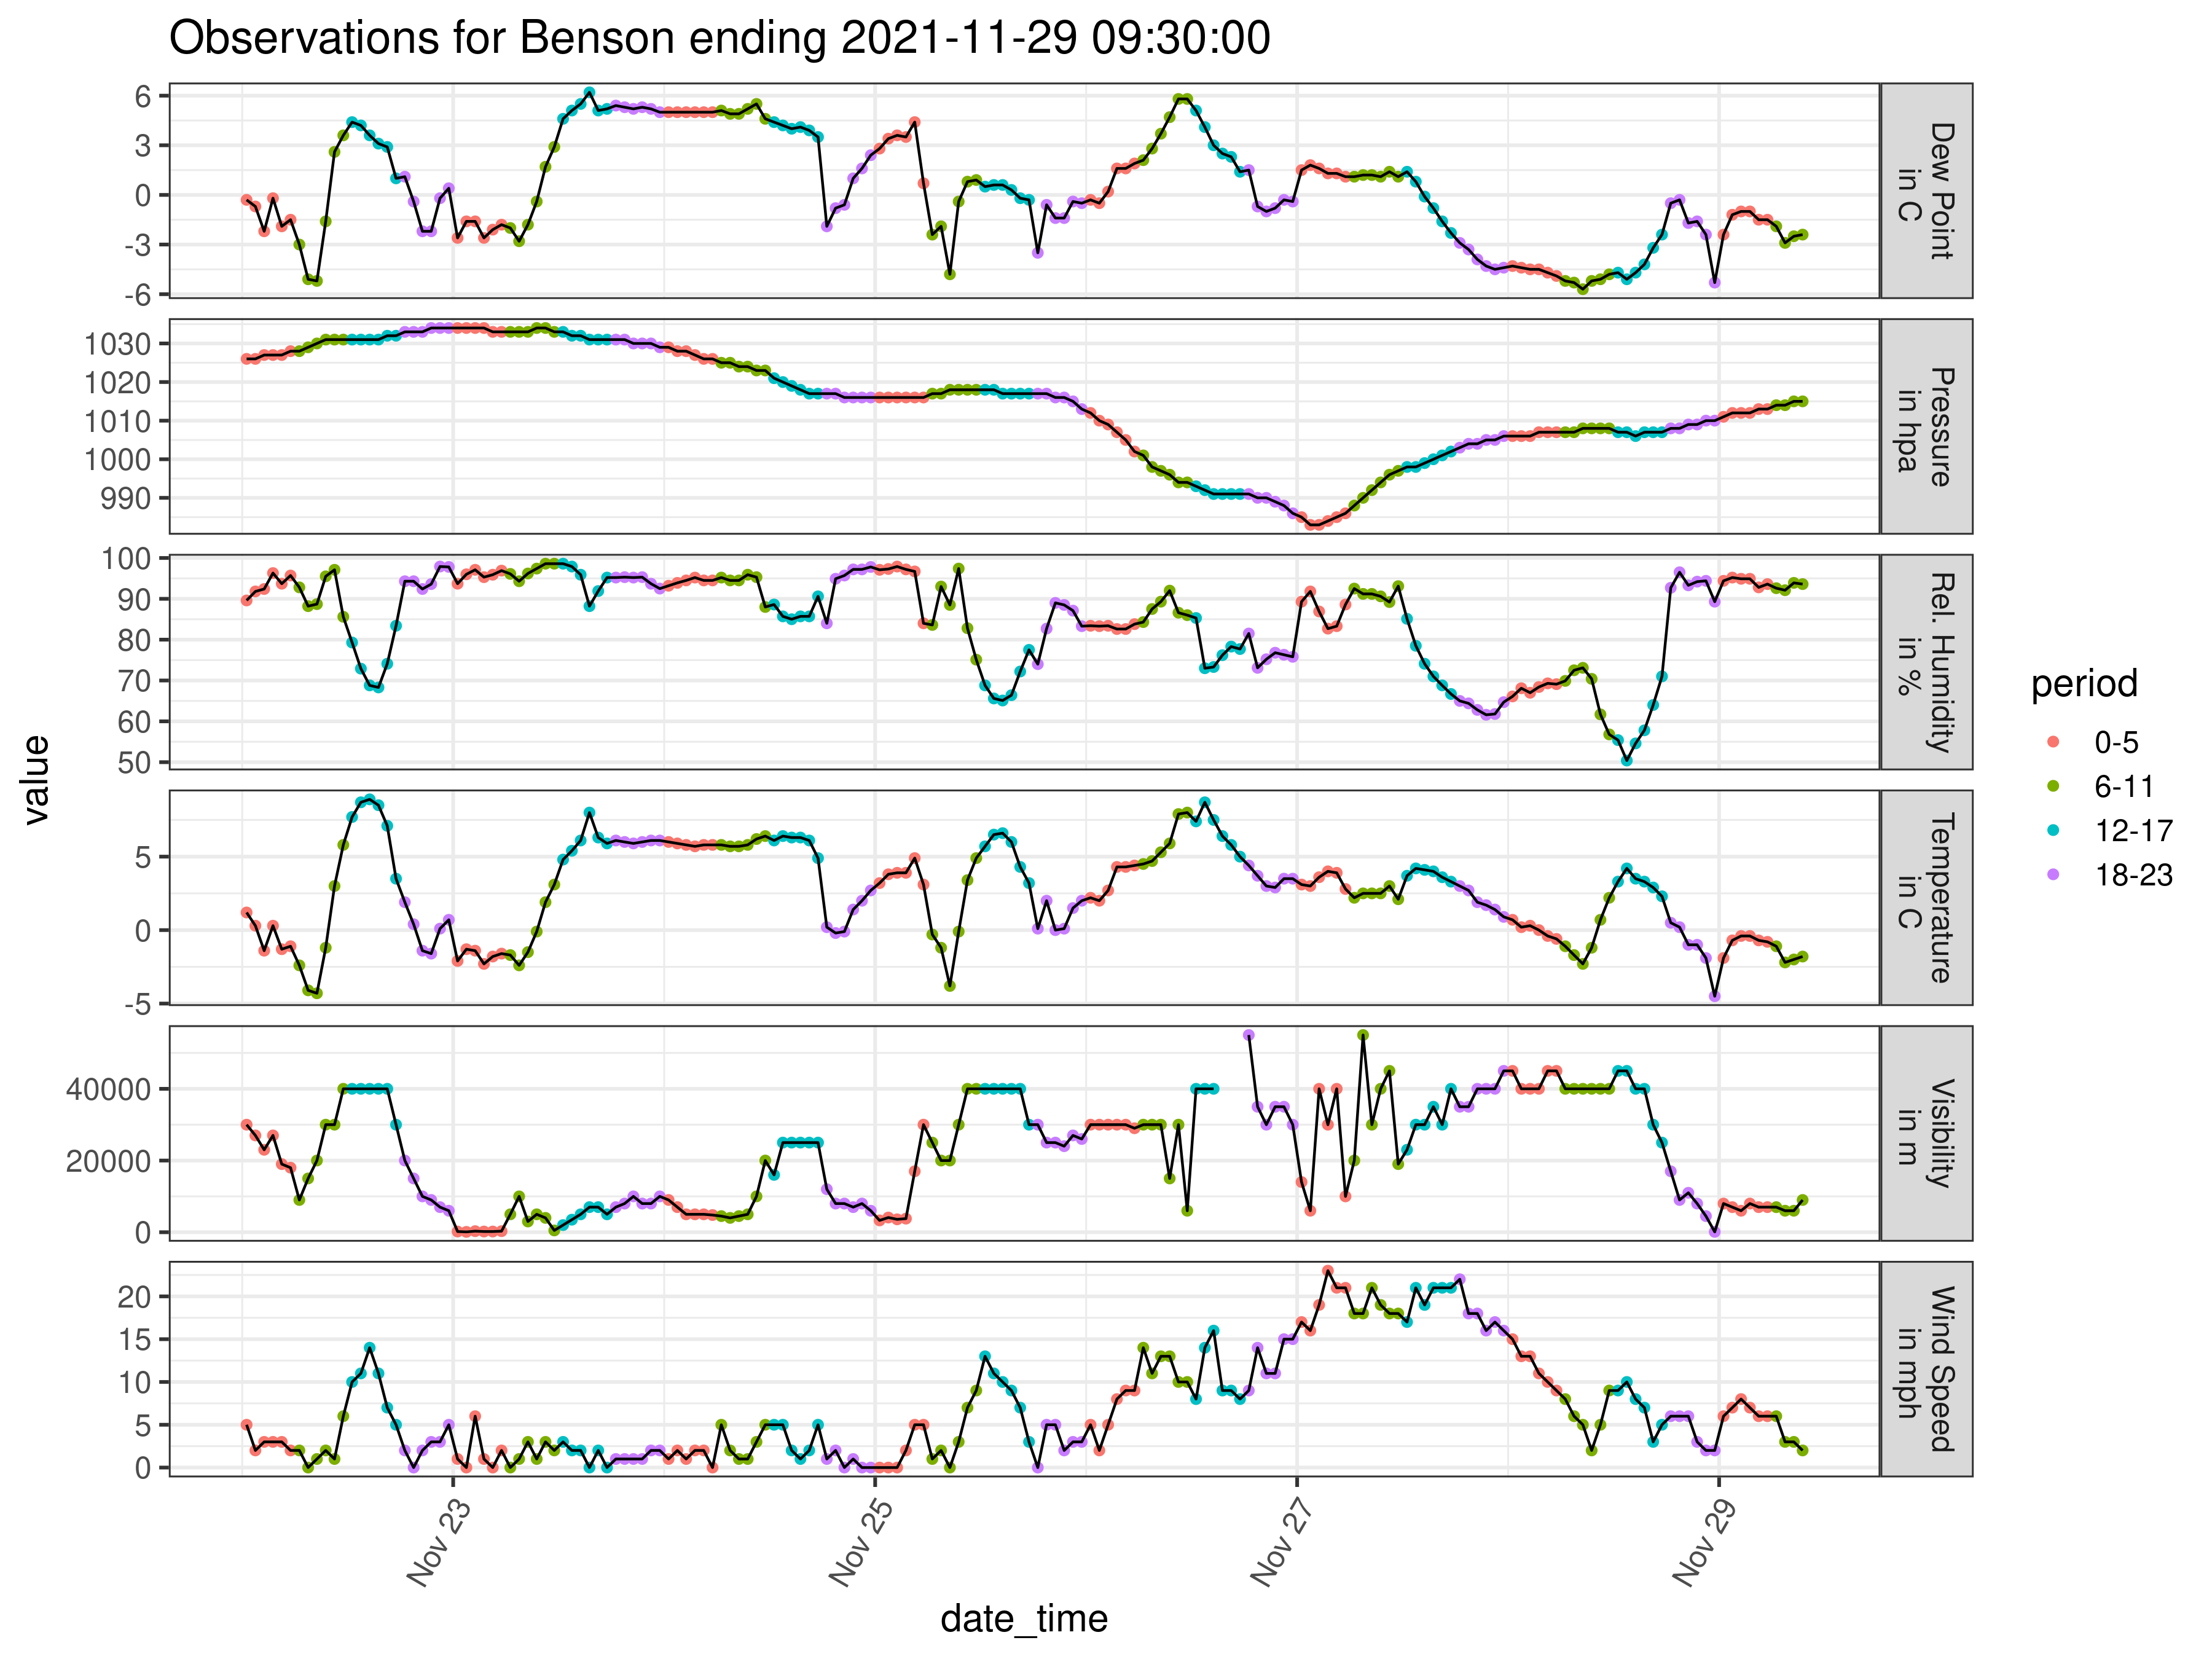 Observations for Benson ending 2021-11-29 09:30:00
6
3
0
-3
-6
Dew Point
in C
1030
1020
1010
1000
990
Pressure
in hpa
100
90
80
70
60
50
Rel. Humidity
in %
5
0
-5
Temperature
in C
40000
20000
0
Visibility
in m
20
15
10
5
0
Wind Speed
in mph
value
Nov 23
Nov 25
Nov 27
Nov 29
date_time
period
0-5
6-11
12-17
18-23